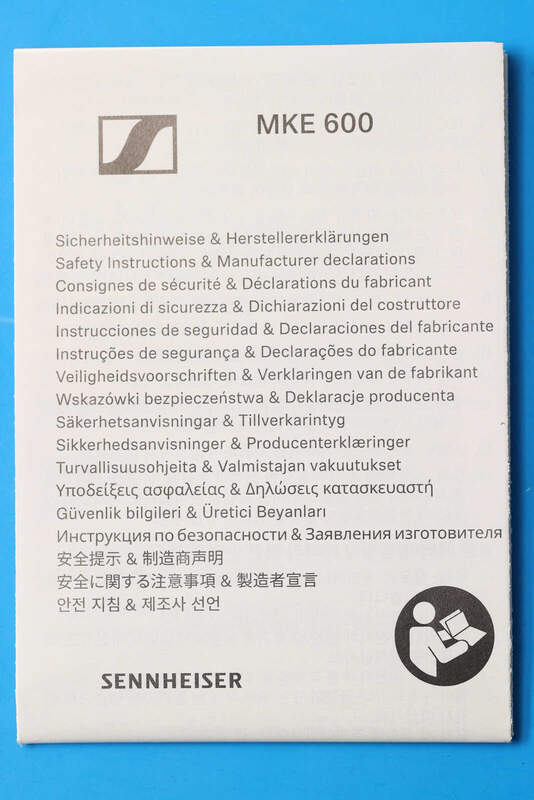 MKE 600
Sicherheitshinweise & Herstellererklärungen
Safety Instructions & Manufacturer declarations
Consignes de sécurité & Déclarations du fabricant
Indicazioni di sicurezza & Dichiarazioni del costruttore
Instrucciones de seguridad & Declaraciones del fabricante
Instruções de segurança & Declarações do fabricante
Veiligheidsvoorschriften & Verklaringen van de fabrikant
Wskazówki bezpieczeństwa & Deklaracje producenta
Säkerhetsanvisningar & Tillverkarintyg
Sikkerhedsanvisninger & Producenterklæringer
Turvallisuusohjeita & Valmistajan vakuutukset
Υποδείξεις ασφαλείας & Δηλώσεις κατασκευαστή
Güvenlik bilgileri & Üretici Beyanları
Инструкция по безопасности & Заявления изготовителя
安全提示 & 制造商声明
安全に関する注意事項 & 製造者宣言
안전 지침 & 제조사 선언
SENNHEISER